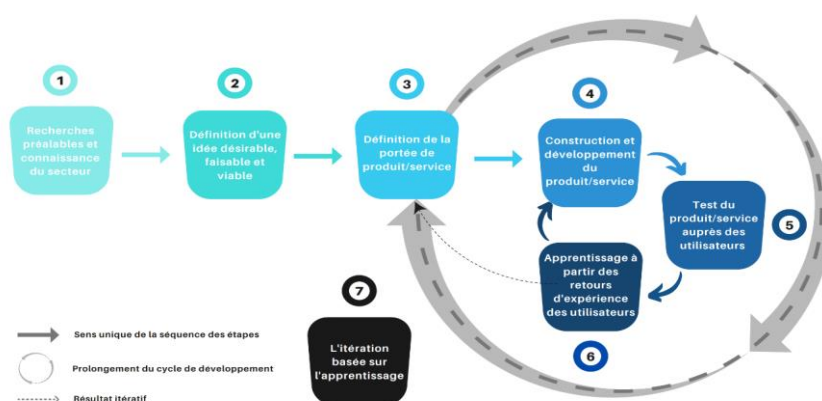 1
Recherches
préalables et
connaissance
du secteur
2
Définition d'une
idée désirable,
faisable et
viable
3
Définition de la
portée de
produit/service
4
Construction et
développement
du
produit/service
Test du
produit/service
auprès des
utilisateurs
5
Apprentissage à
partir des
retours
d'expérience
des utilisateurs
6
7
L'itération
basée sur
l'apprentissage
Sens unique de la séquence des étapes
Prolongement du cycle de développement
Résultat itératif